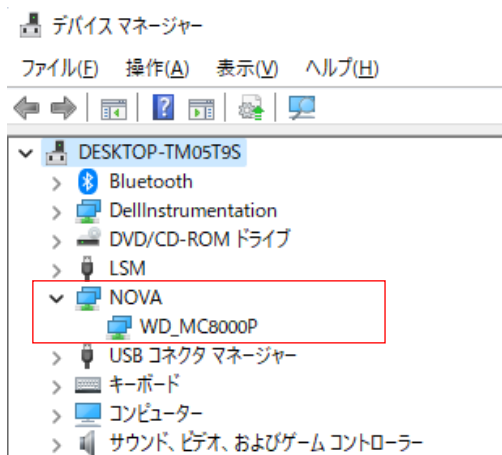 デバイス マネージャー
ファイル(F) 操作(A) 表示(V) ヘルプ(H)
DESKTOP-TM05T9S
Bluetooth
DellInstrumentation
DVD/CD-ROM ドライブ
LSM
NOVA
WD_MC8000P
USB コネクタ マネージャー
キーボード
コンピューター
サウンド、ビデオ、およびゲーム コントローラー